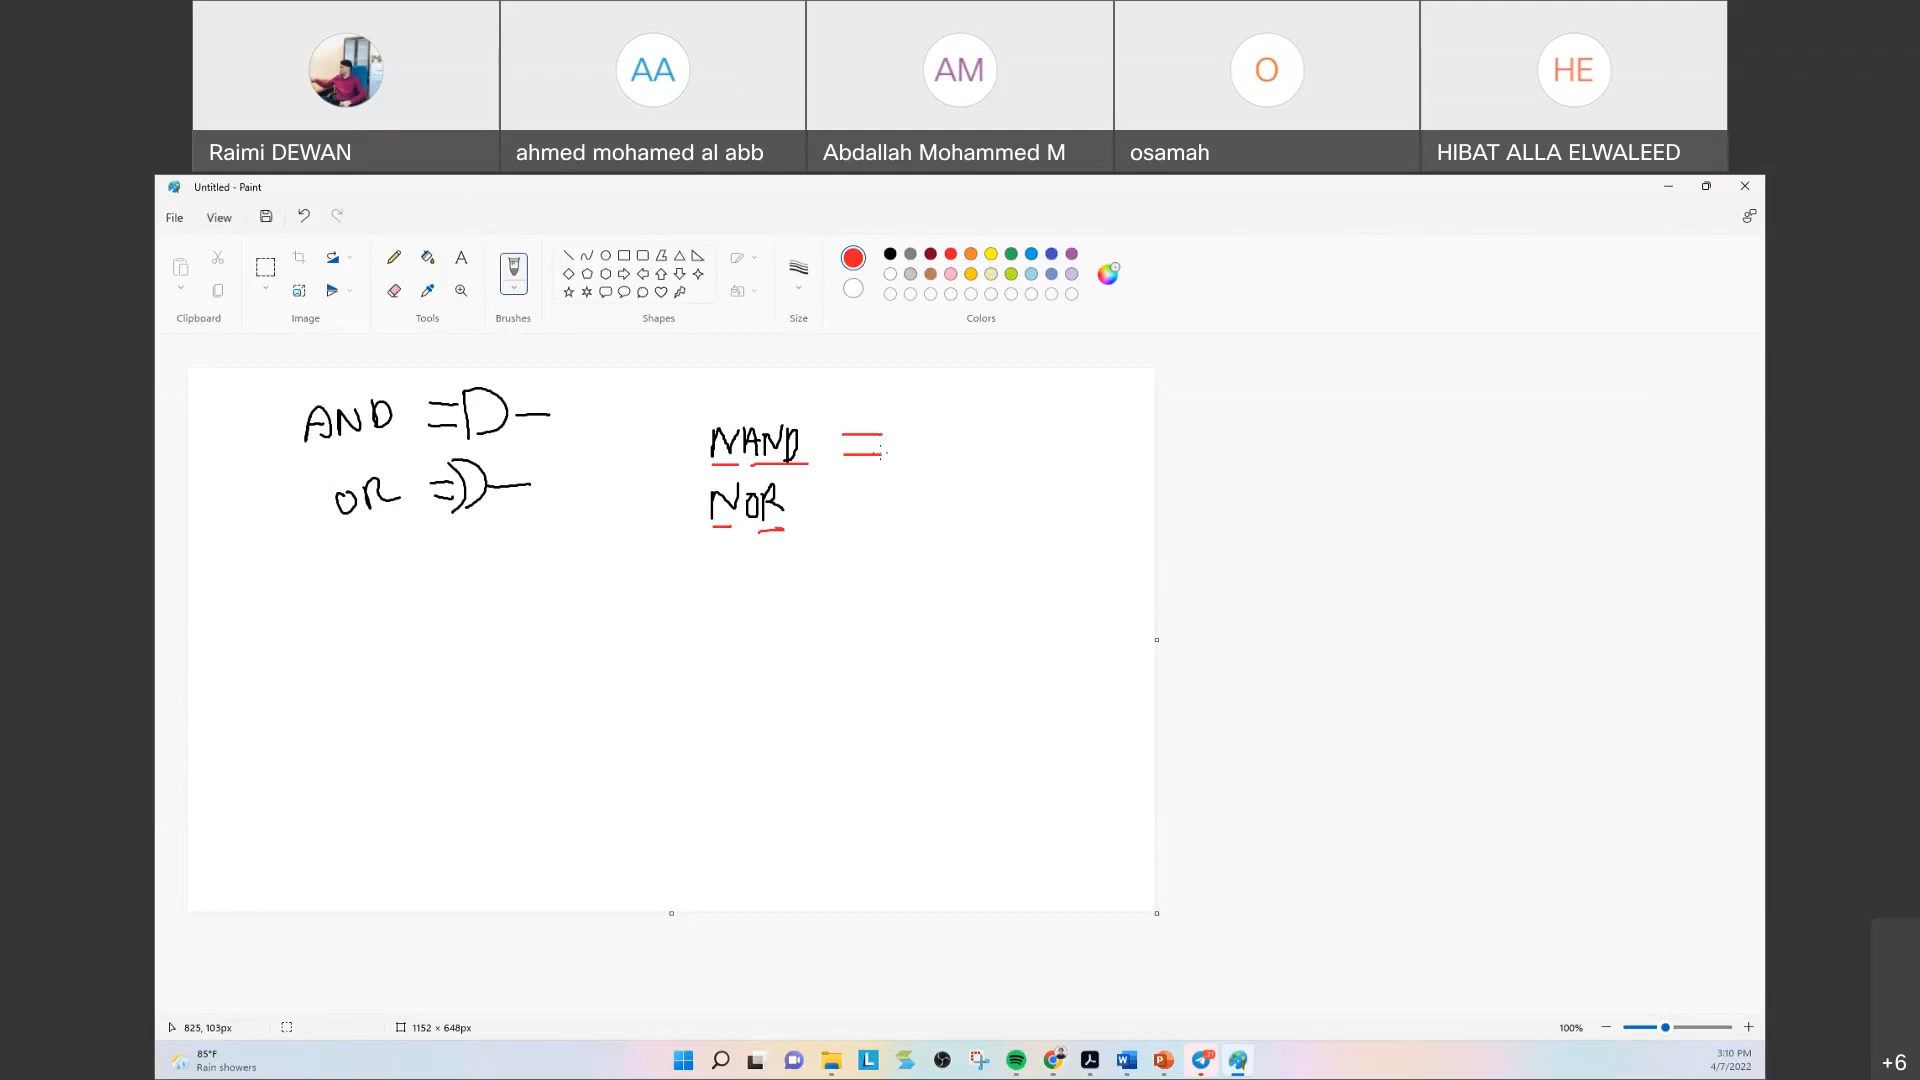 AA
AM
O
HE
Raimi DEWAN
ahmed mohamed al abb
Abdallah Mohammed M
osamah
HIBAT ALLA ELWALEED
Untitled - Paint
File View
Clipboard Image Tools Brushes Shapes Size Colors
AND
NAND
OR
NOR
825, 103px 1152 × 648px 100%
85°F
Rain showers
3:10 PM
4/7/2022
+6